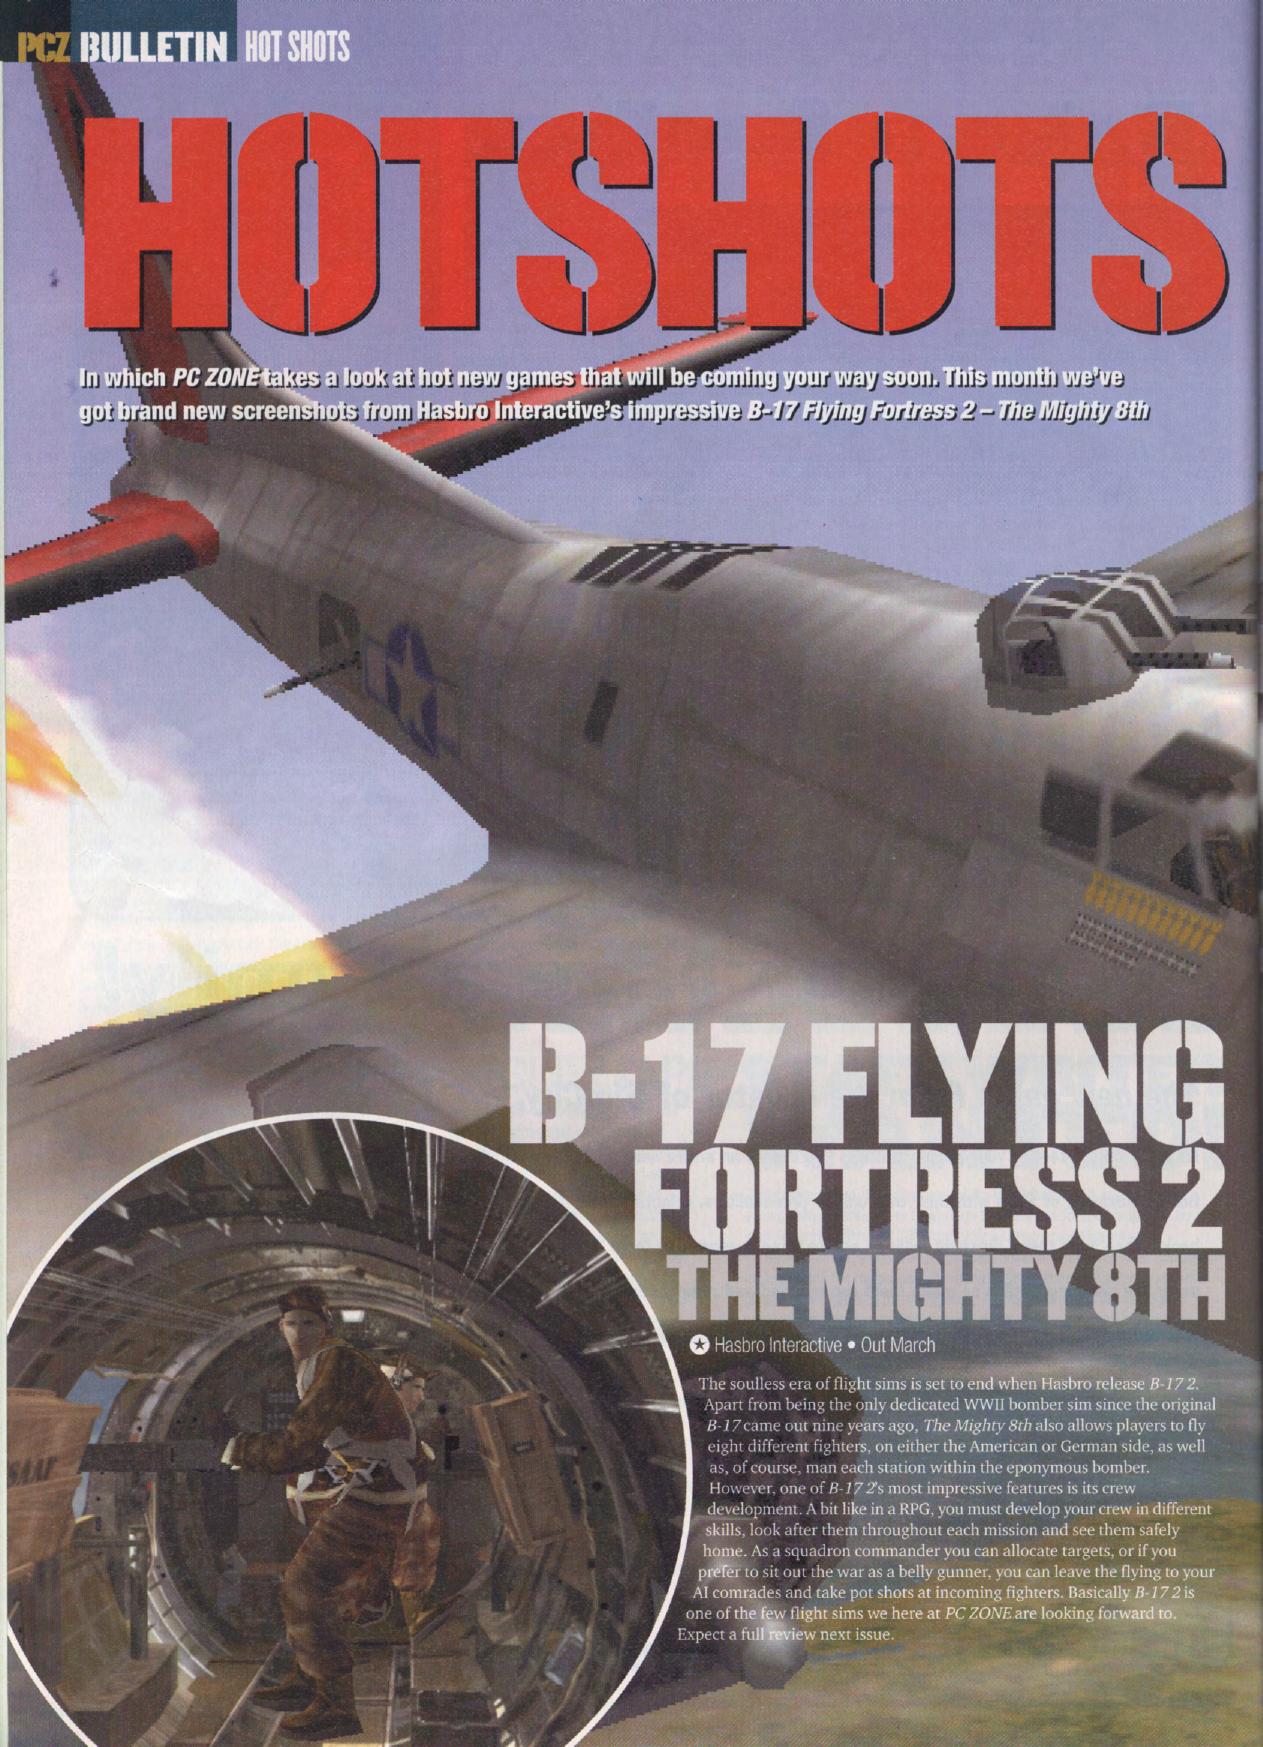 PCZ BULLETIN HOT SHOTS
HOTSHOTS
In which PC ZONE takes a look at hot new games that will be coming your way soon. This month we've
got brand new screenshots from Hasbro Interactive's impressive B-17 Flying Fortress 2 – The Mighty 8th
B-17 FLYING
FORTRESS 2
THE MIGHTY 8TH
Hasbro Interactive • Out March
The soulless era of flight sims is set to end when Hasbro release B-17 2.
Apart from being the only dedicated WWII bomber sim since the original
B-17 came out nine years ago, The Mighty 8th also allows players to fly
eight different fighters, on either the American or German side, as well
as, of course, man each station within the eponymous bomber.
However, one of B-17 2's most impressive features is its crew
development. A bit like in a RPG, you must develop your crew in different
skills, look after them throughout each mission and see them safely
home. As a squadron commander you can allocate targets, or if you
prefer to sit out the war as a belly gunner, you can leave the flying to your
AI comrades and take pot shots at incoming fighters. Basically B-17 2 is
one of the few flight sims we here at PC ZONE are looking forward to.
Expect a full review next issue.